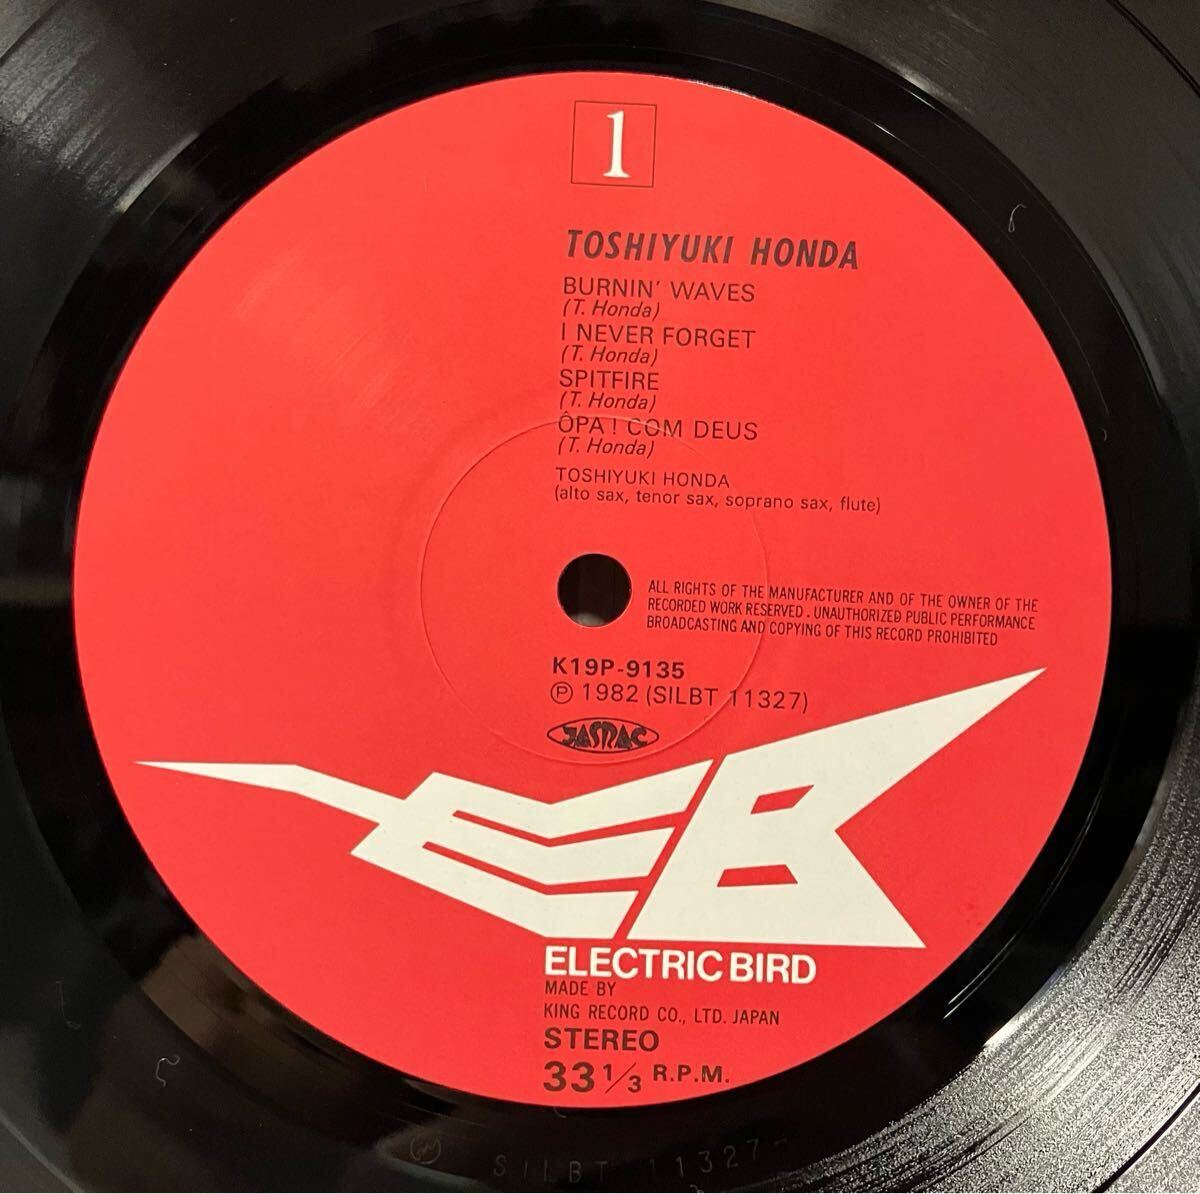 1
TOSHIYUKI HONDA
BURNIN' WAVES
(T. Honda)
I NEVER FORGET
(T. Honda)
SPITFIRE
(T. Honda)
ÔPA! COM DEUS
(T. Honda)
TOSHIYUKI HONDA
(alto sax, tenor sax, soprano sax, flute)
ALL RIGHTS OF THE MANUFACTURER AND OF THE OWNER OF THE
RECORDED WORK RESERVED. UNAUTHORIZED PUBLIC PERFORMANCE
BROADCASTING AND COPYING OF THIS RECORD PROHIBITED
K19P-9135
Ⓟ 1982 (SILBT 11327)
JASRAC
EB
ELECTRIC BIRD
MADE BY
KING RECORD CO., LTD. JAPAN
STEREO
33 1/3 R.P.M.
SILBT 11327-